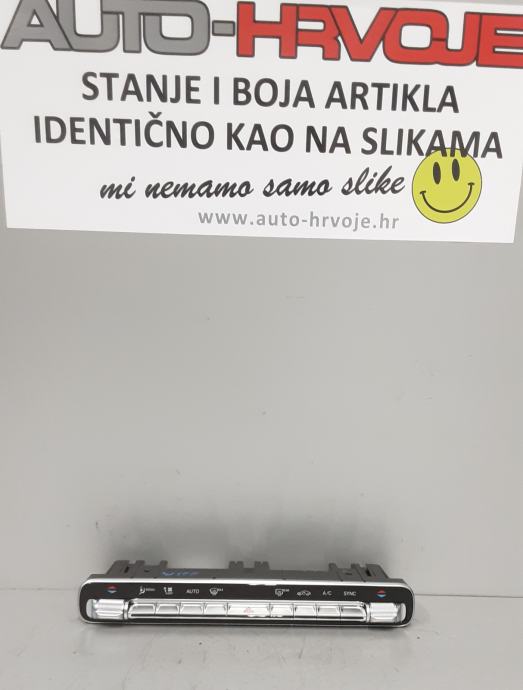 AUTO-HRVOJE
STANJE I BOJA ARTIKLA
IDENTIČNO KAO NA SLIKAMA
mi nemamo samo slike
www.auto-hrvoje.hr
AUTO A/C SYNC